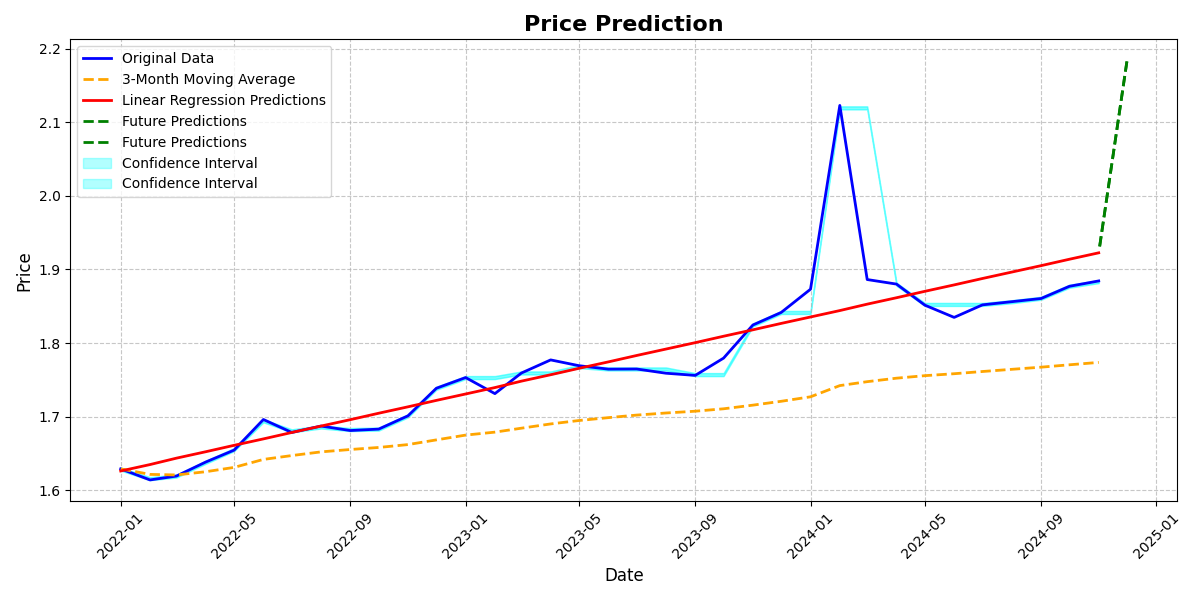 Price Prediction
2.2
2.1
2.0
1.9
1.8
1.7
1.6
Price
Original Data
3-Month Moving Average
Linear Regression Predictions
Future Predictions
Future Predictions
Confidence Interval
Confidence Interval
2022-01
2022-05
2022-09
2023-01
2023-05
2023-09
2024-01
2024-05
2024-09
2025-01
Date